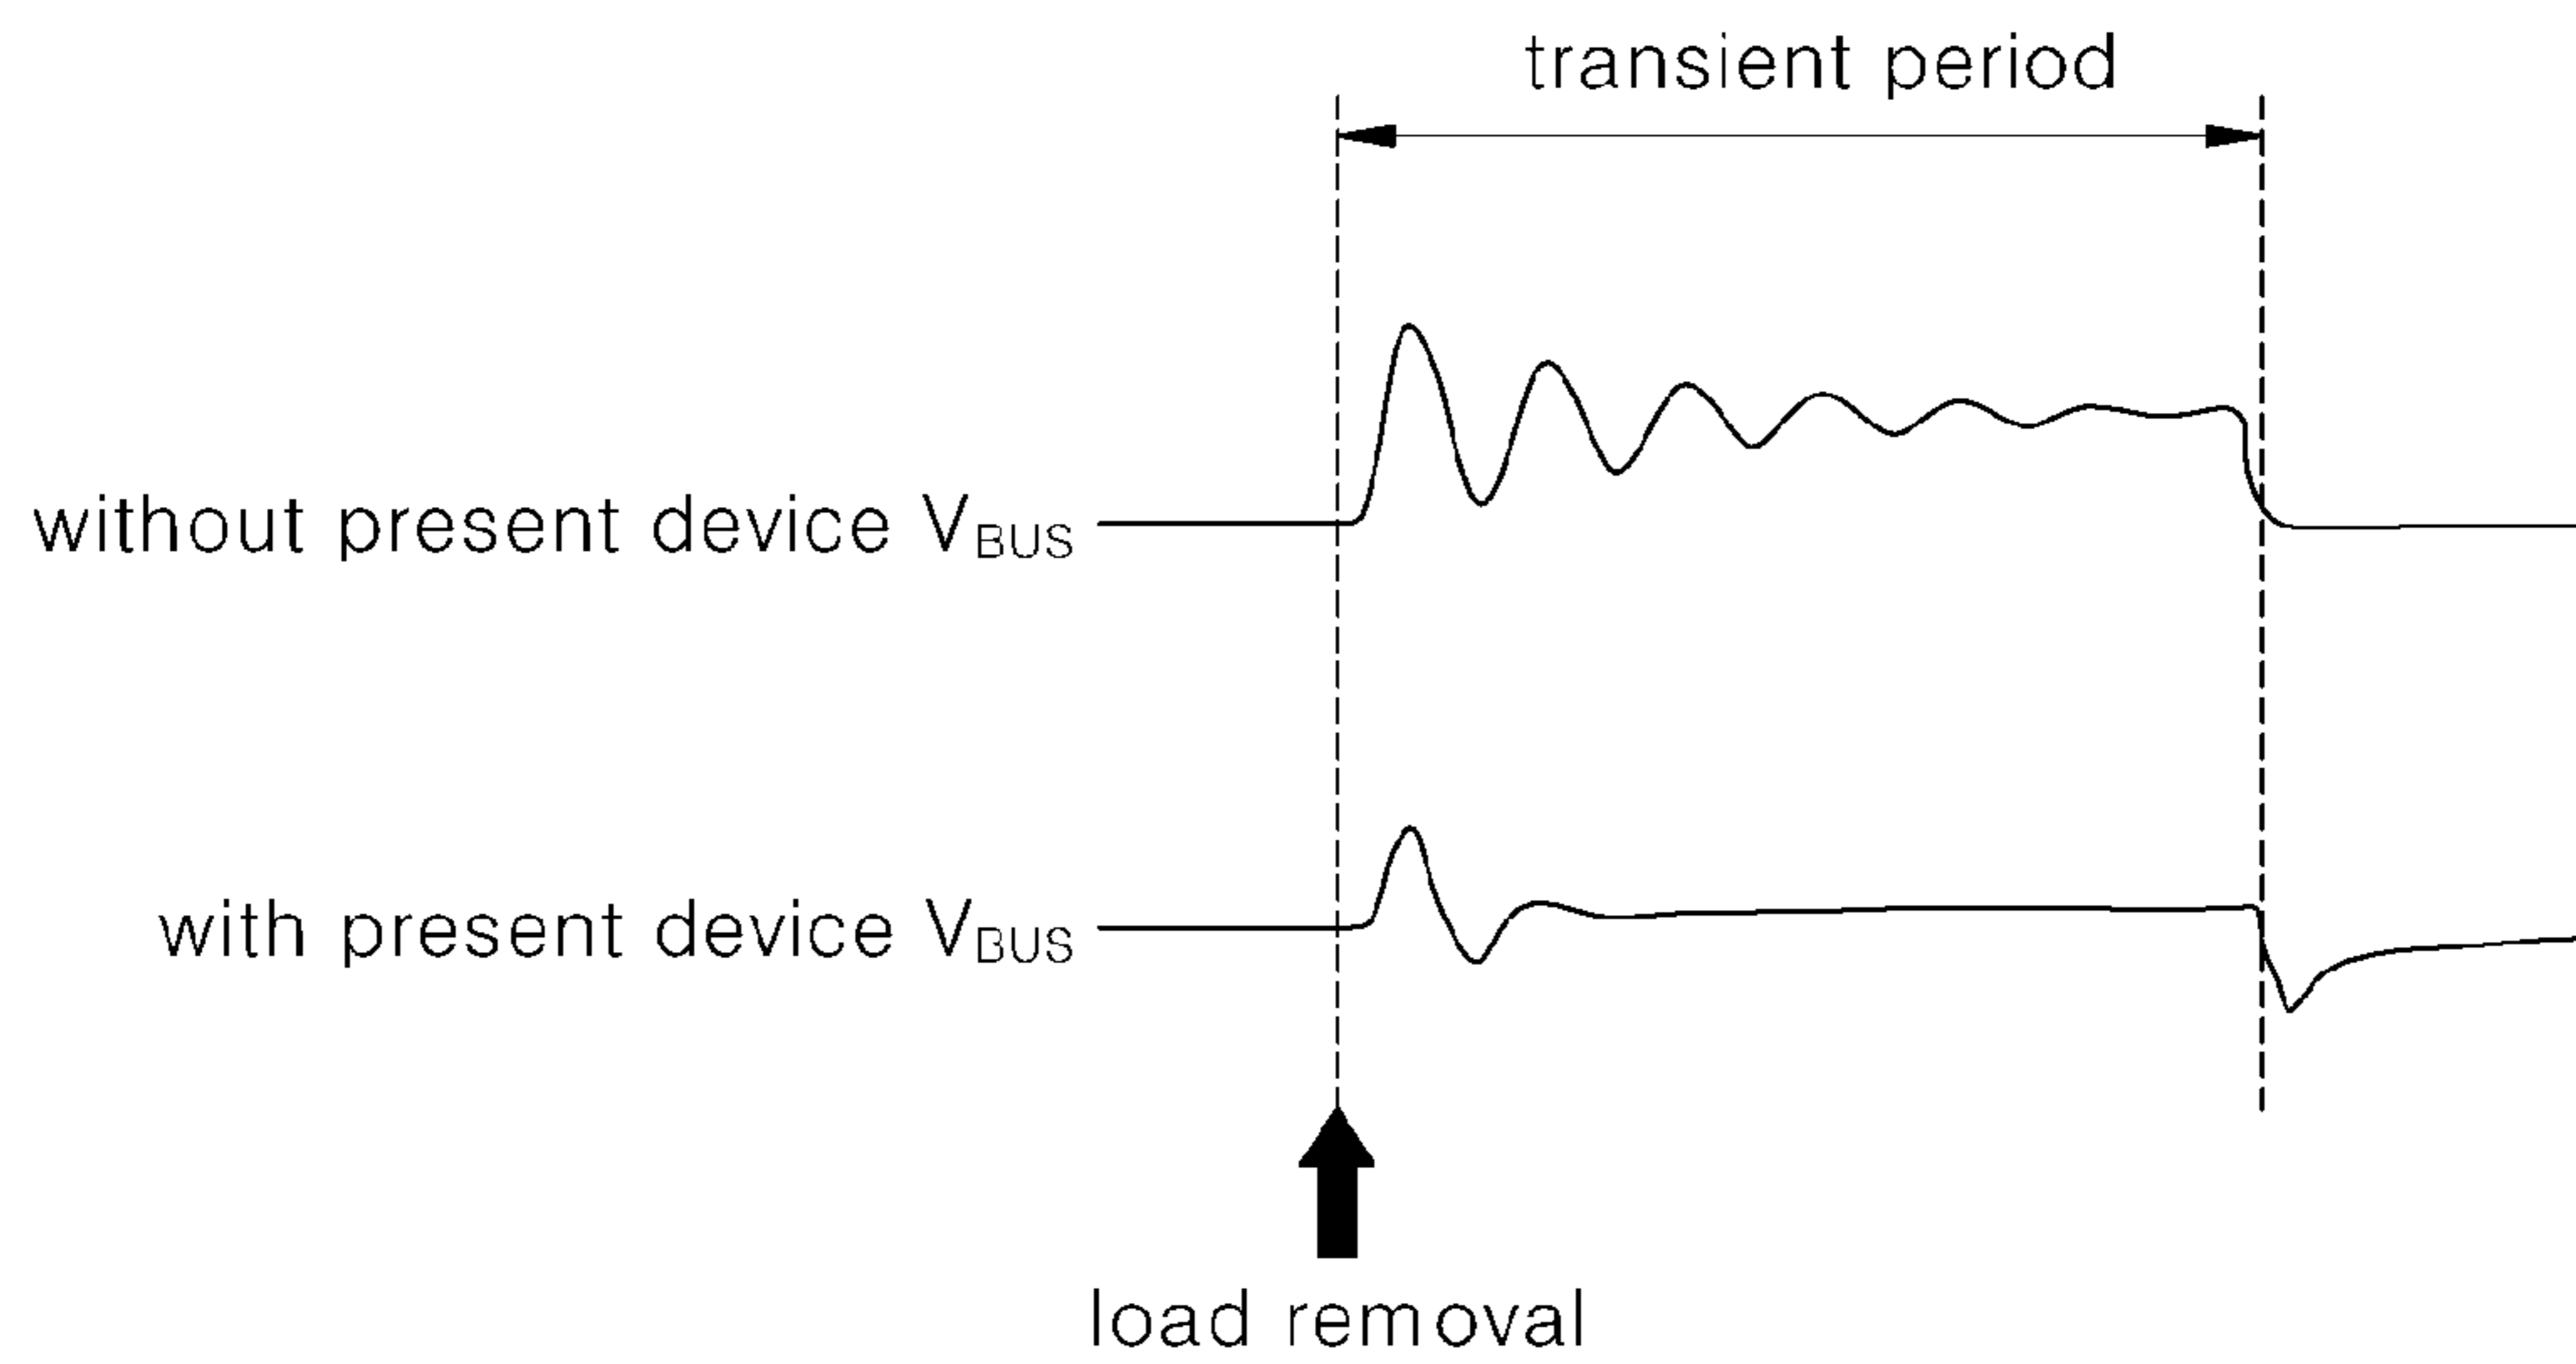 transient period
without present device VBUS
with present device VBUS
load removal